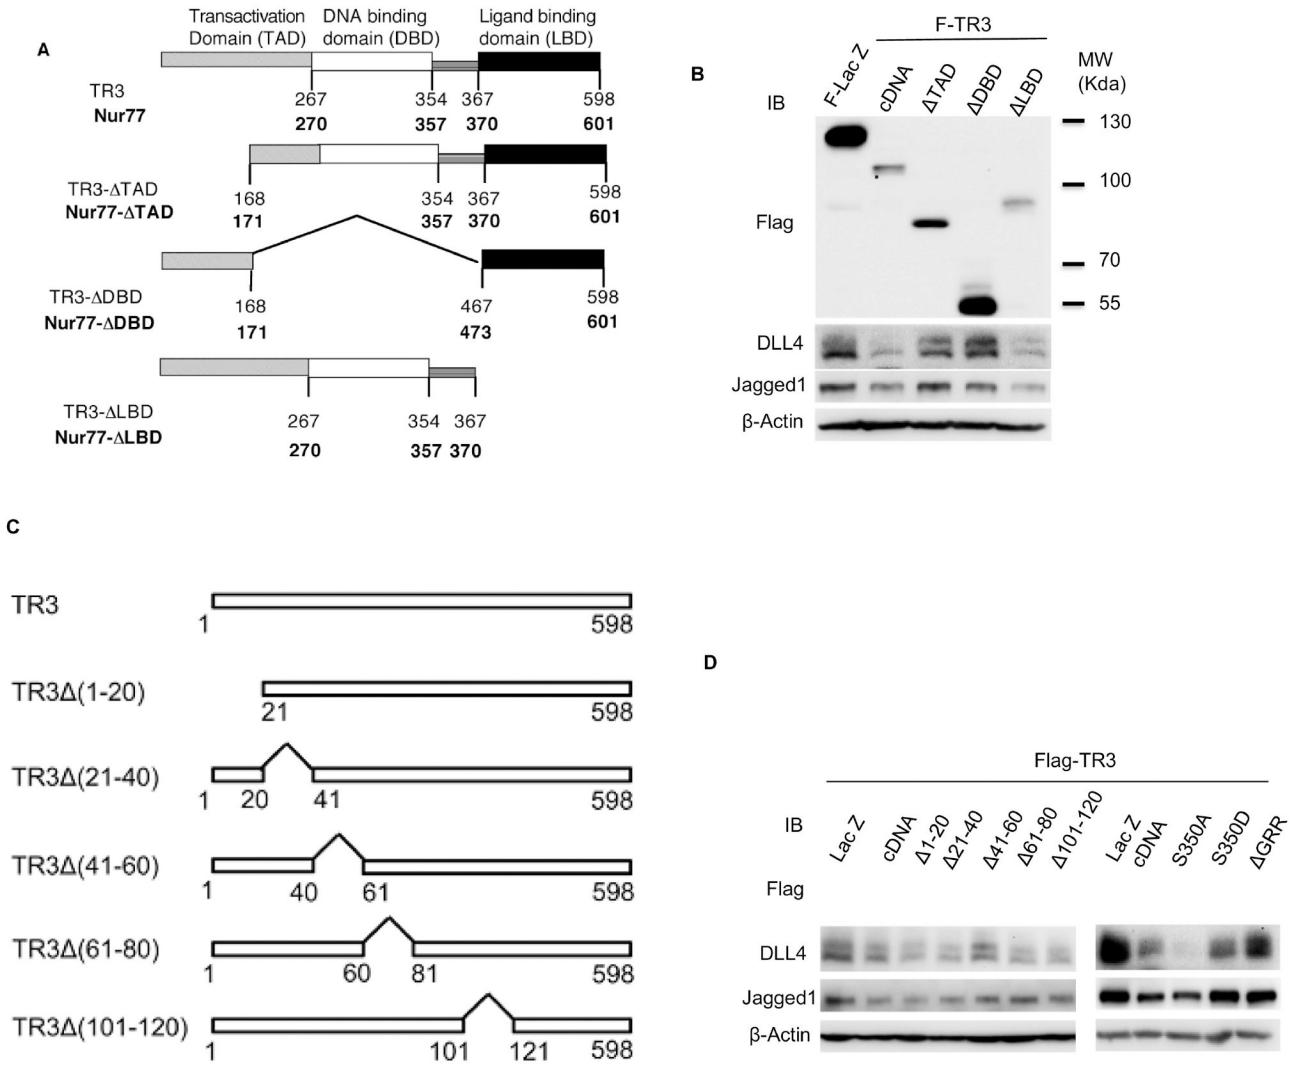 A
Transactivation Domain (TAD)
DNA binding domain (DBD)
Ligand binding domain (LBD)
TR3
Nur77
267 354 367 598
270 357 370 601
TR3-ΔTAD
Nur77-ΔTAD
168 354 367 598
171 357 370 601
TR3-ΔDBD
Nur77-ΔDBD
168 467 598
171 473 601
TR3-ΔLBD
Nur77-ΔLBD
267 354 367
270 357 370
B
F-TR3
IB
F-Lac Z
cDNA
ΔTAD
ΔDBD
ΔLBD
MW
(Kda)
130
100
70
55
Flag
DLL4
Jagged1
β-Actin
C
TR3
1 598
TR3Δ(1-20)
21 598
TR3Δ(21-40)
1 20 41 598
TR3Δ(41-60)
1 40 61 598
TR3Δ(61-80)
1 60 81 598
TR3Δ(101-120)
1 101 121 598
D
Flag-TR3
IB
Lac Z
cDNA
Δ1-20
Δ21-40
Δ41-60
Δ61-80
Δ101-120
Lac Z
cDNA
S350A
S350D
ΔGRR
Flag
DLL4
Jagged1
β-Actin